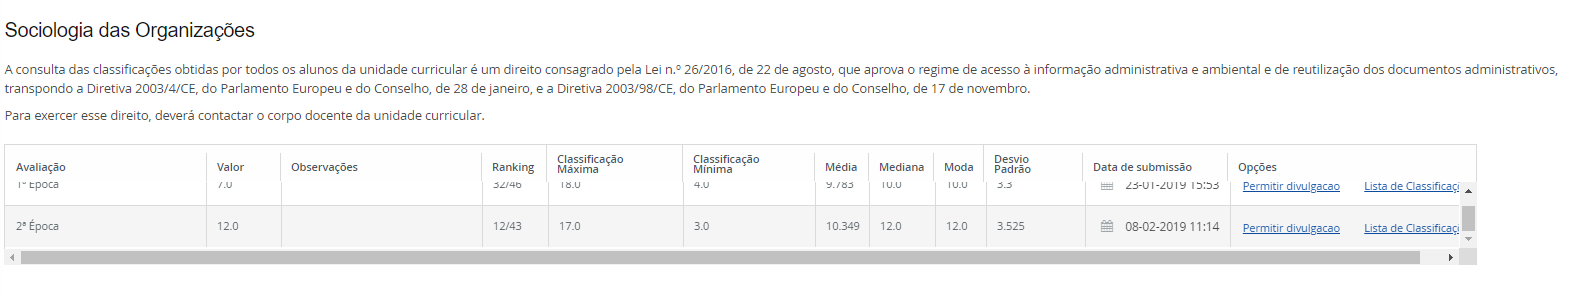 Sociologia das Organizações
A consulta das classificações obtidas por todos os alunos da unidade curricular é um direito consagrado pela Lei n.º 26/2016, de 22 de agosto, que aprova o regime de acesso à informação administrativa e ambiental e de reutilização dos documentos administrativos,
transpondo a Diretiva 2003/4/CE, do Parlamento Europeu e do Conselho, de 28 de janeiro, e a Diretiva 2003/98/CE, do Parlamento Europeu e do Conselho, de 17 de novembro.
Para exercer esse direito, deverá contactar o corpo docente da unidade curricular.
Avaliação Valor Observações Ranking Classificação Máxima Classificação Mínima Média Mediana Moda Desvio Padrão Data de submissão Opções
1ª Época 7.0 32/46 18.0 4.0 9.783 10.0 10.0 3.3 23-01-2019 15:53 Permitir divulgacao Lista de Classificaçã
2ª Época 12.0 12/43 17.0 3.0 10.349 12.0 12.0 3.525 08-02-2019 11:14 Permitir divulgacao Lista de Classificaçã